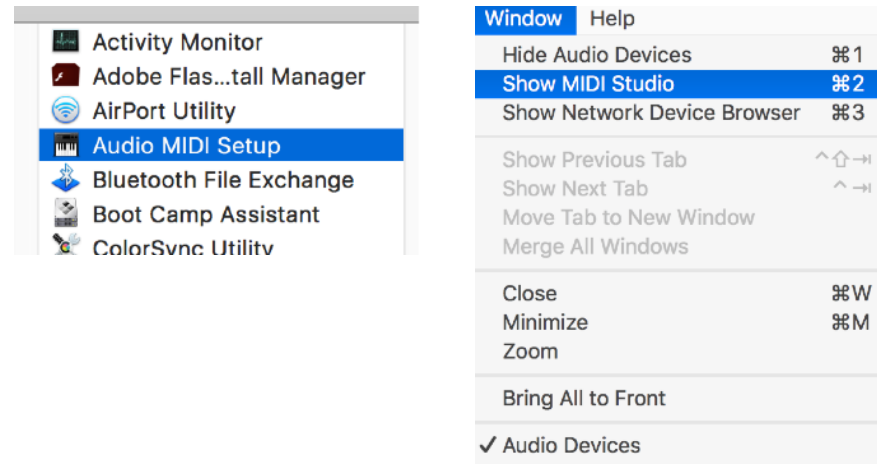 Activity Monitor
Adobe Flas...tall Manager
AirPort Utility
Audio MIDI Setup
Bluetooth File Exchange
Boot Camp Assistant
ColorSync Utility
Window Help
Hide Audio Devices ⌘1
Show MIDI Studio ⌘2
Show Network Device Browser ⌘3
Show Previous Tab ^⇧⇥
Show Next Tab ^⇥
Move Tab to New Window
Merge All Windows
Close ⌘W
Minimize ⌘M
Zoom
Bring All to Front
✓ Audio Devices